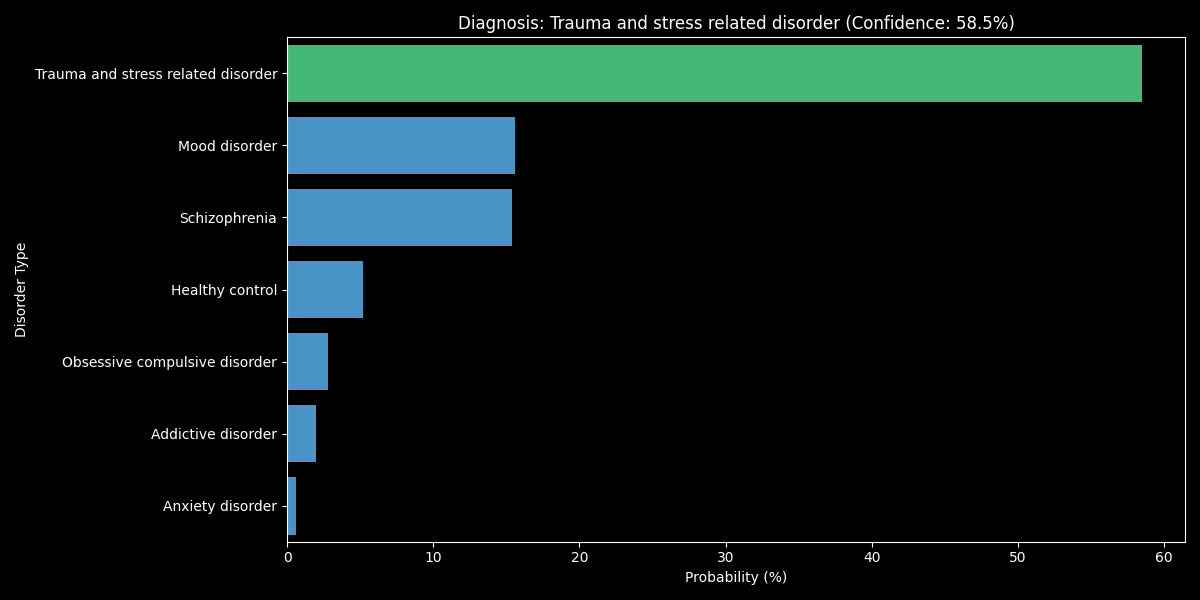 Diagnosis: Trauma and stress related disorder (Confidence: 58.5%)
Disorder Type
Trauma and stress related disorder
Mood disorder
Schizophrenia
Healthy control
Obsessive compulsive disorder
Addictive disorder
Anxiety disorder
0 10 20 30 40 50 60
Probability (%)